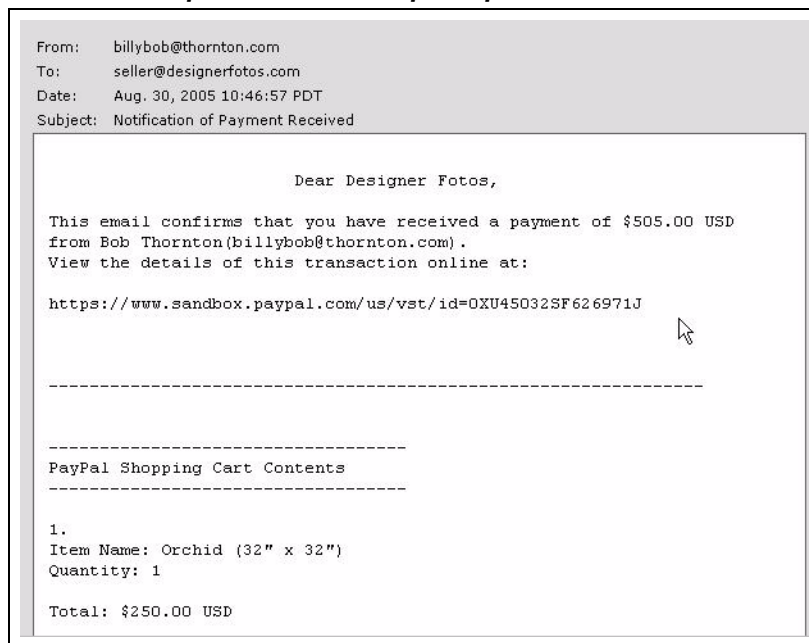 From: billybob@thornton.com
To: seller@designerfotos.com
Date: Aug. 30, 2005 10:46:57 PDT
Subject: Notification of Payment Received
Dear Designer Fotos,
This email confirms that you have received a payment of $505.00 USD
from Bob Thornton(billybob@thornton.com).
View the details of this transaction online at:
https://www.sandbox.paypal.com/us/vst/id=0XU45032SF626971J
-----------------------------------------------------------------
-----------------------------------
PayPal Shopping Cart Contents
-----------------------------------
1.
Item Name: Orchid (32" x 32")
Quantity: 1
Total: $250.00 USD